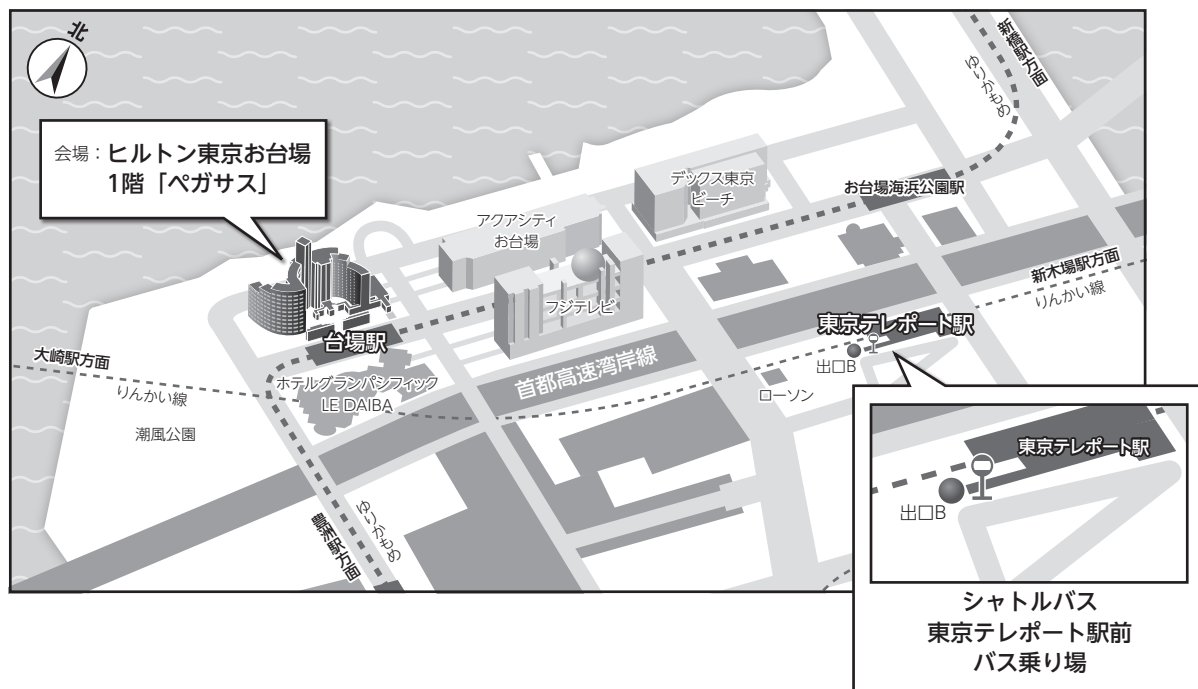 北
新橋駅方面
ゆりかもめ
会場：ヒルトン東京お台場
1階「ペガサス」
デックス東京
ビーチ
お台場海浜公園駅
アクアシティ
お台場
新木場駅方面
りんかい線
フジテレビ
東京テレポート駅
台場駅
大崎駅方面
りんかい線
出口B
首都高速湾岸線
ホテルグランパシフィック
LE DAIBA
ローソン
潮風公園
豊洲駅方面
ゆりかもめ
東京テレポート駅
出口B
シャトルバス
東京テレポート駅前
バス乗り場